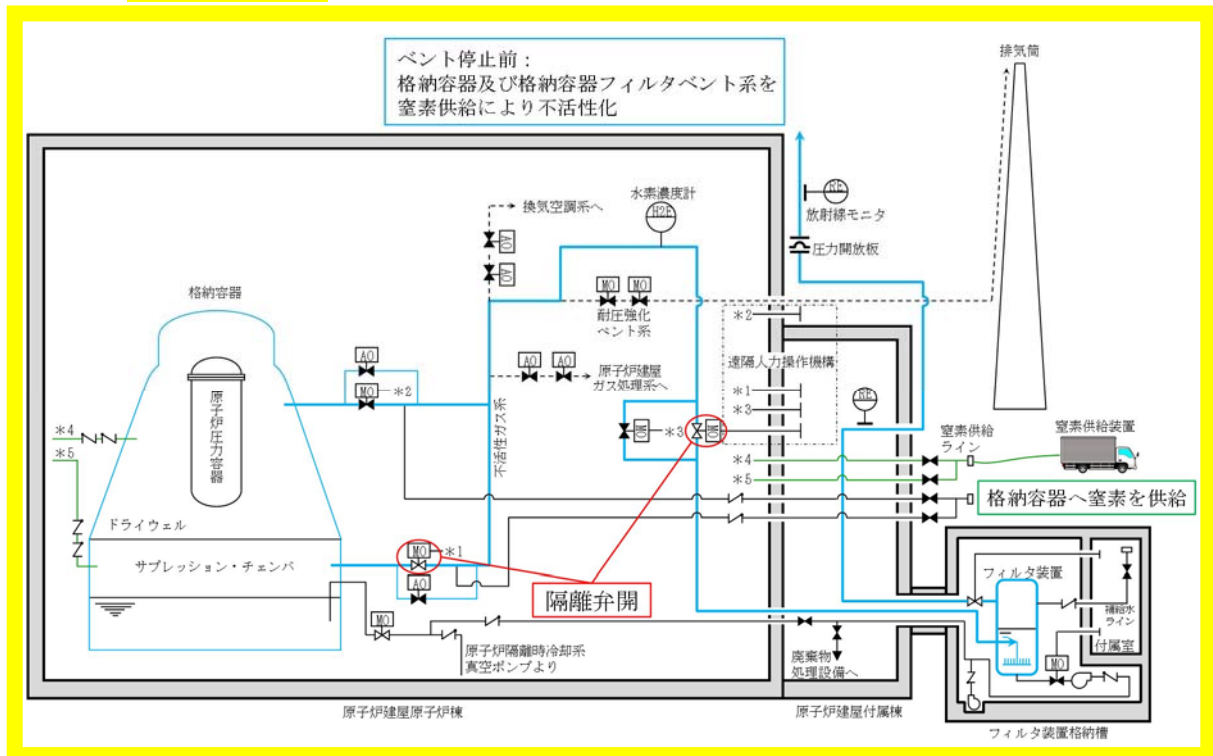 ベント停止前:
格納容器及び格納容器フィルタベント系を
窒素供給により不活性化
排気筒
RE
放射線モニタ
圧力開放板
水素濃度計
H2E
換気空調系へ
AO
AO
MO
MO
耐圧強化
ベント系
*2
遠隔人力操作機構
*1
*3
格納容器
原子炉圧力容器
AO
MO
*2
AO
AO
原子炉建屋
ガス処理系へ
不活性ガス系
MO
*3
MO
RE
*4
*5
*4
*5
窒素供給
ライン
窒素供給装置
格納容器へ窒素を供給
ドライウェル
サプレッション・チェンバ
MO
*1
AO
隔離弁開
MO
原子炉隔離時冷却系
真空ポンプより
廃棄物
処理設備へ
フィルタ装置
補給水
ライン
付属室
MO
原子炉建屋原子炉棟
原子炉建屋付属棟
フィルタ装置格納槽